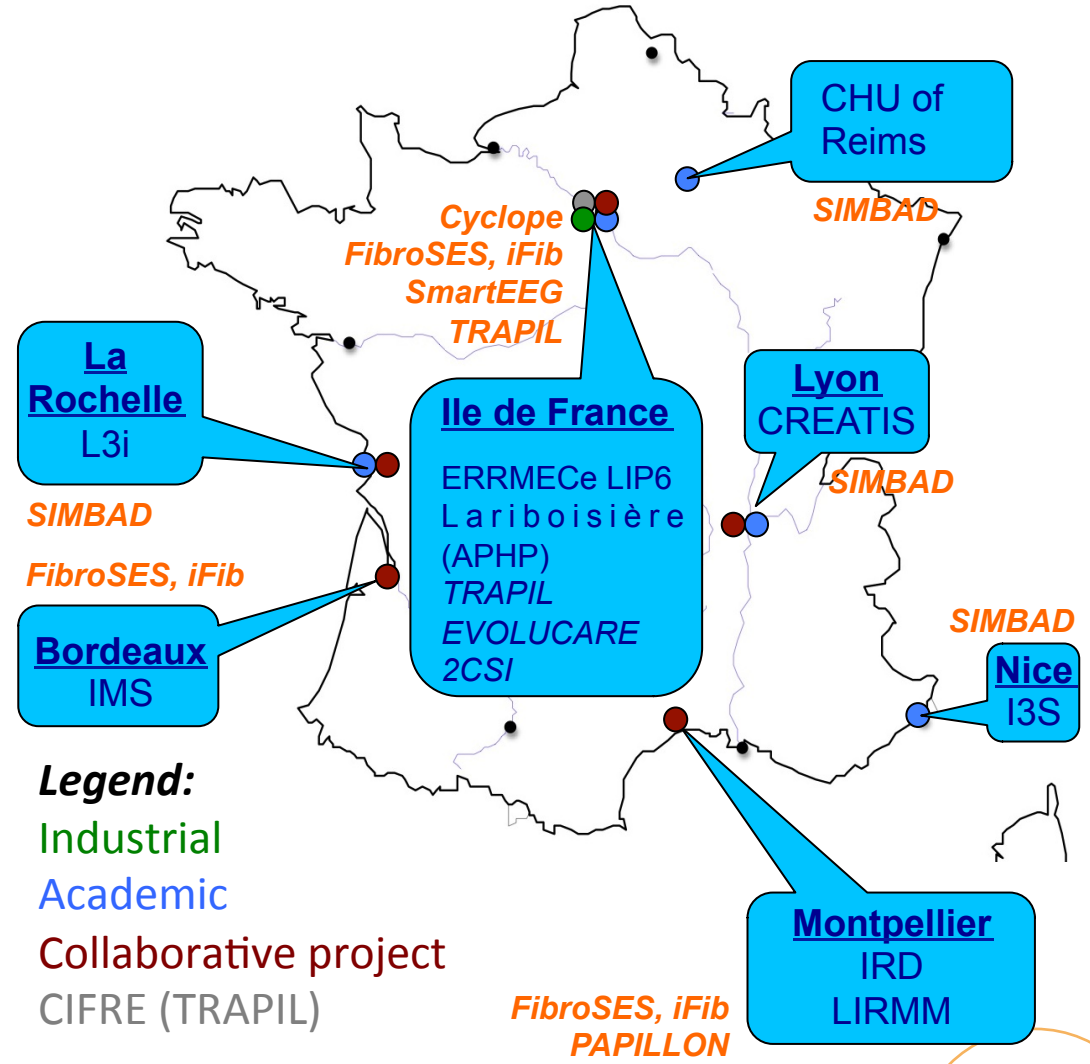 CHU of
Reims
SIMBAD
Cyclope
FibroSES, iFib
SmartEEG
TRAPIL
La
Rochelle
L3i
SIMBAD
Ile de France
ERRMECe LIP6
Lariboisière
(APHP)
TRAPIL
EVOLUCARE
2CSI
Lyon
CREATIS
SIMBAD
FibroSES, iFib
Bordeaux
IMS
SIMBAD
Nice
I3S
Legend:
Industrial
Academic
Collaborative project
CIFRE (TRAPIL)
Montpellier
IRD
LIRMM
FibroSES, iFib
PAPILLON